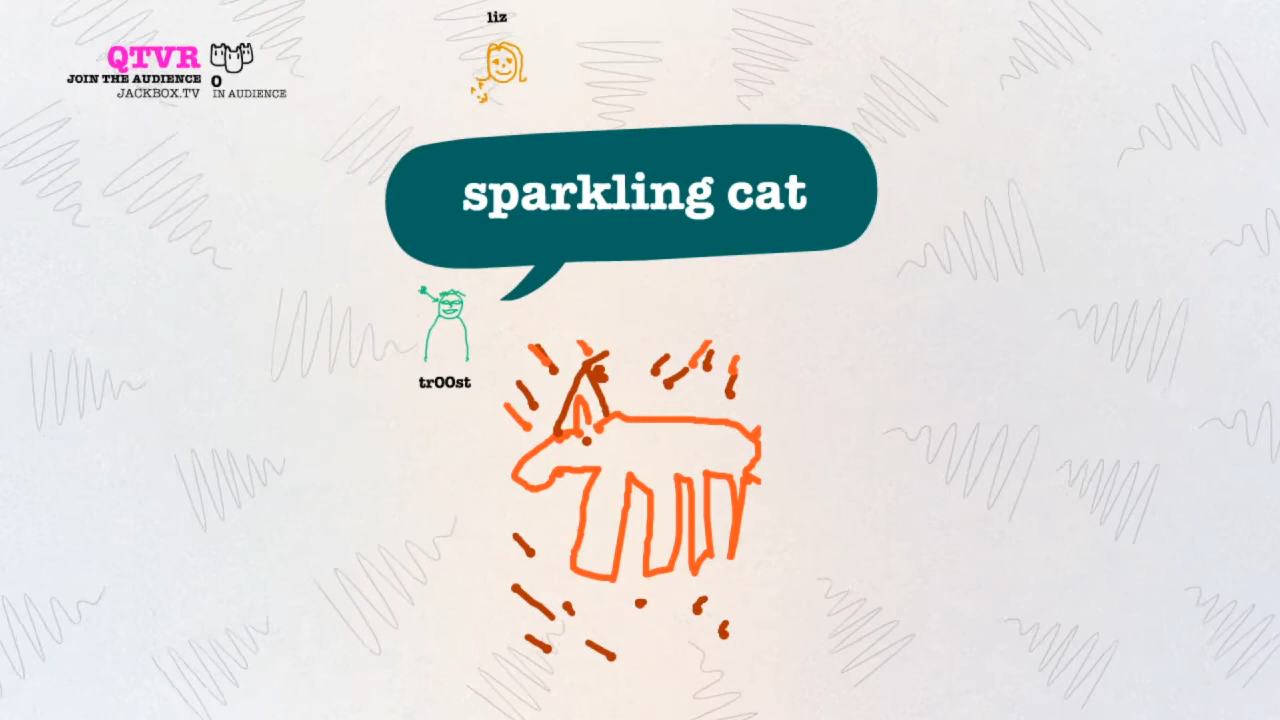 liz
QTVR
JOIN THE AUDIENCE
JACKBOX.TV
0
IN AUDIENCE
sparkling cat
tr00st